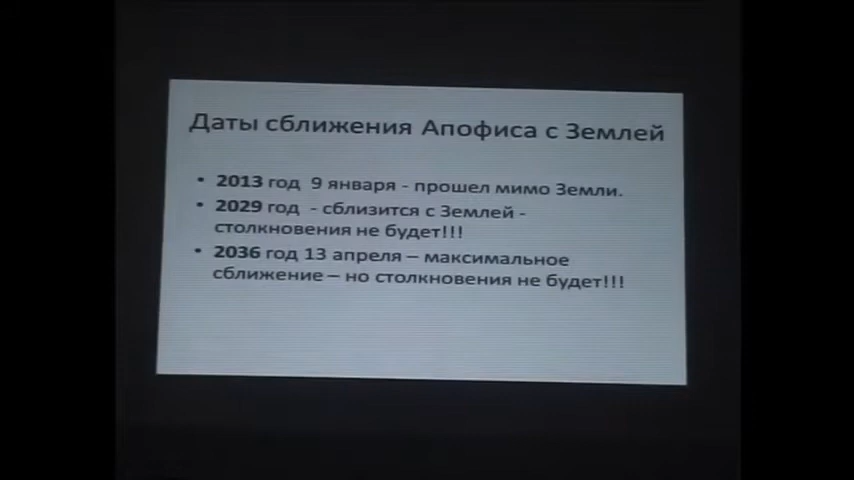 Даты сближения Апофиса с Землей
• 2013 год 9 января - прошел мимо Земли.
• 2029 год - сблизится с Землей -
столкновения не будет!!!
• 2036 год 13 апреля – максимальное
сближение – но столкновения не будет!!!